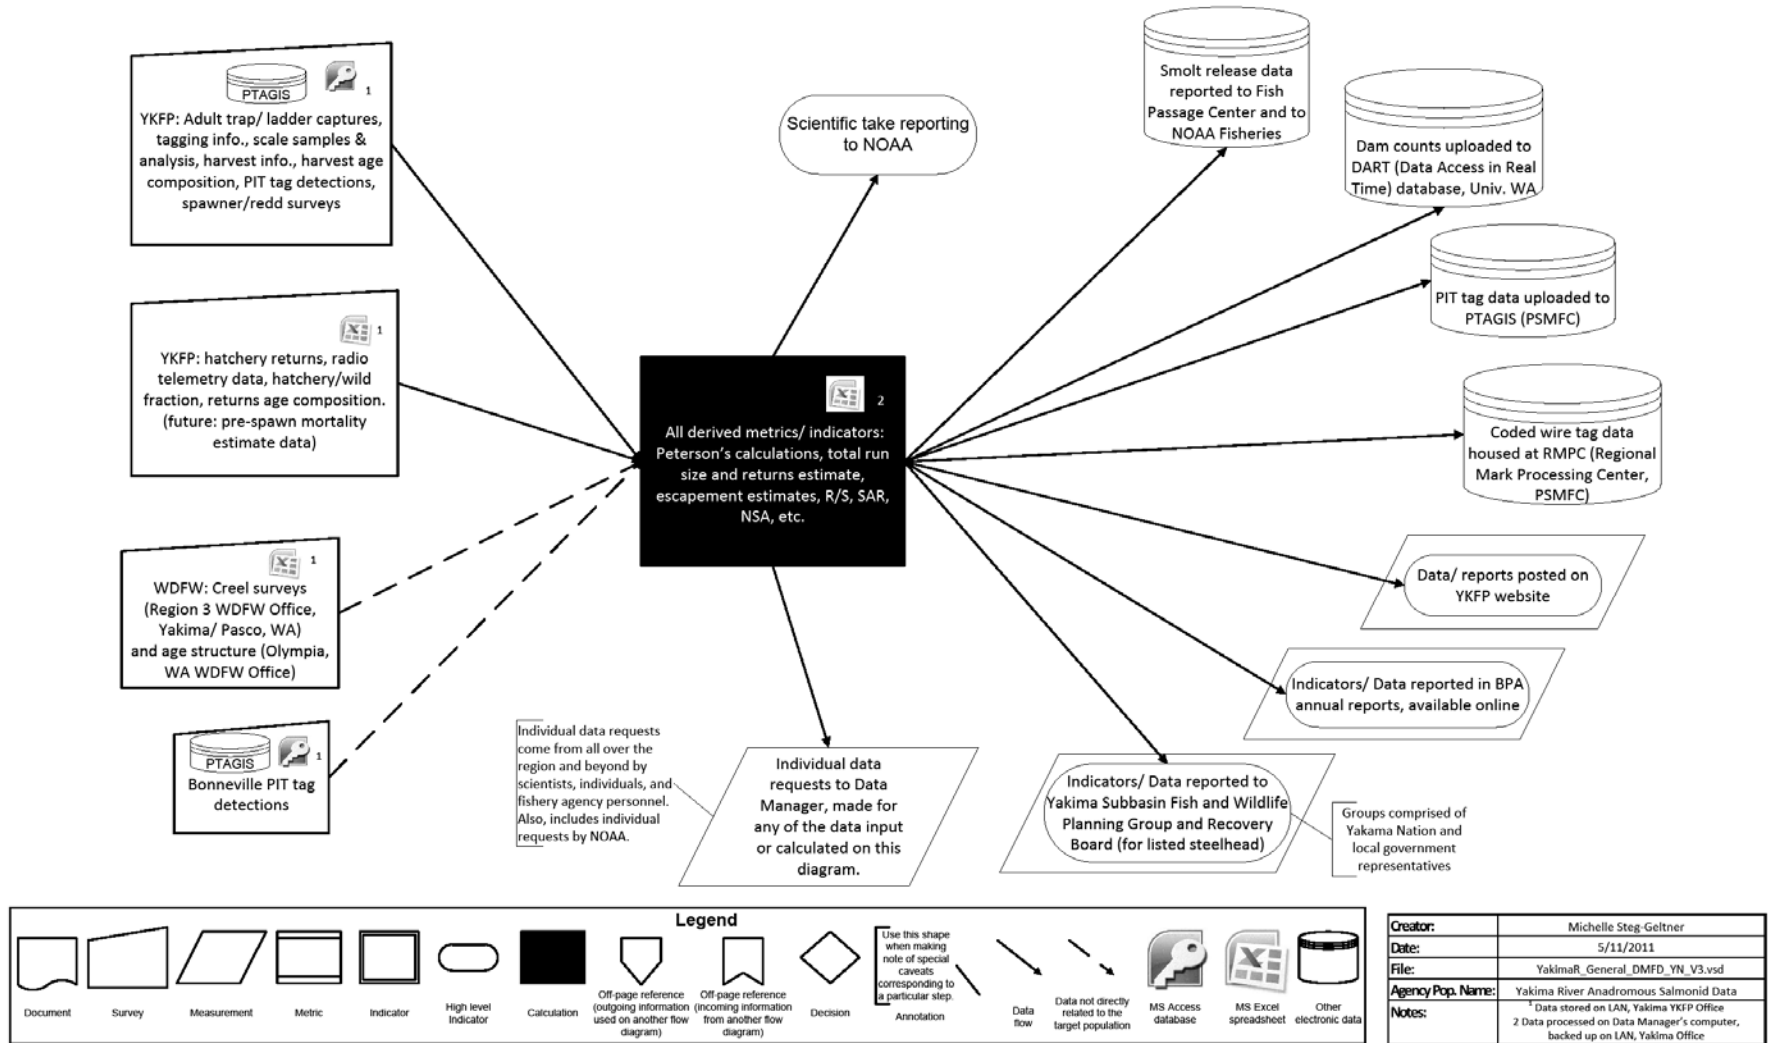 PTAGIS
1
YKFP: Adult trap/ ladder captures,
tagging info., scale samples &
analysis, harvest info., harvest age
composition, PIT tag detections,
spawner/redd surveys
1
YKFP: hatchery returns, radio
telemetry data, hatchery/wild
fraction, returns age composition.
(future: pre-spawn mortality
estimate data)
1
WDFW: Creel surveys
(Region 3 WDFW Office,
Yakima/ Pasco, WA)
and age structure (Olympia,
WA WDFW Office)
PTAGIS
1
Bonneville PIT tag
detections
Scientific take reporting
to NOAA
2
All derived metrics/ indicators:
Peterson's calculations, total run
size and returns estimate,
escapement estimates, R/S, SAR,
NSA, etc.
Individual data requests
come from all over the
region and beyond by
scientists, individuals, and
fishery agency personnel.
Also, includes individual
requests by NOAA.
Individual data
requests to Data
Manager, made for
any of the data input
or calculated on this
diagram.
Smolt release data
reported to Fish
Passage Center and to
NOAA Fisheries
Dam counts uploaded to
DART (Data Access in Real
Time) database, Univ. WA
PIT tag data uploaded to
PTAGIS (PSMFC)
Coded wire tag data
housed at RMPC (Regional
Mark Processing Center,
PSMFC)
Data/ reports posted on
YKFP website
Indicators/ Data reported in BPA
annual reports, available online
Indicators/ Data reported to
Yakima Subbasin Fish and Wildlife
Planning Group and Recovery
Board (for listed steelhead)
Groups comprised of
Yakama Nation and
local government
representatives
Legend
Document
Survey
Measurement
Metric
Indicator
High level
Indicator
Calculation
Off-page reference
(outgoing information
used on another flow
diagram)
Off-page reference
(incoming information
from another flow
diagram)
Decision
Use this shape
when making
note of special
caveats
corresponding to
a particular step.
Annotation
Data
flow
Data not directly
related to the
target population
MS Access
database
MS Excel
spreadsheet
Other
electronic data
Creator: Michelle Steg-Geltner
Date: 5/11/2011
File: YakimaR_General_DMFD_YN_V3.vsd
Agency Pop. Name: Yakima River Anadromous Salmonid Data
Notes: 1 Data stored on LAN, Yakima YKFP Office
2 Data processed on Data Manager's computer,
backed up on LAN, Yakima Office